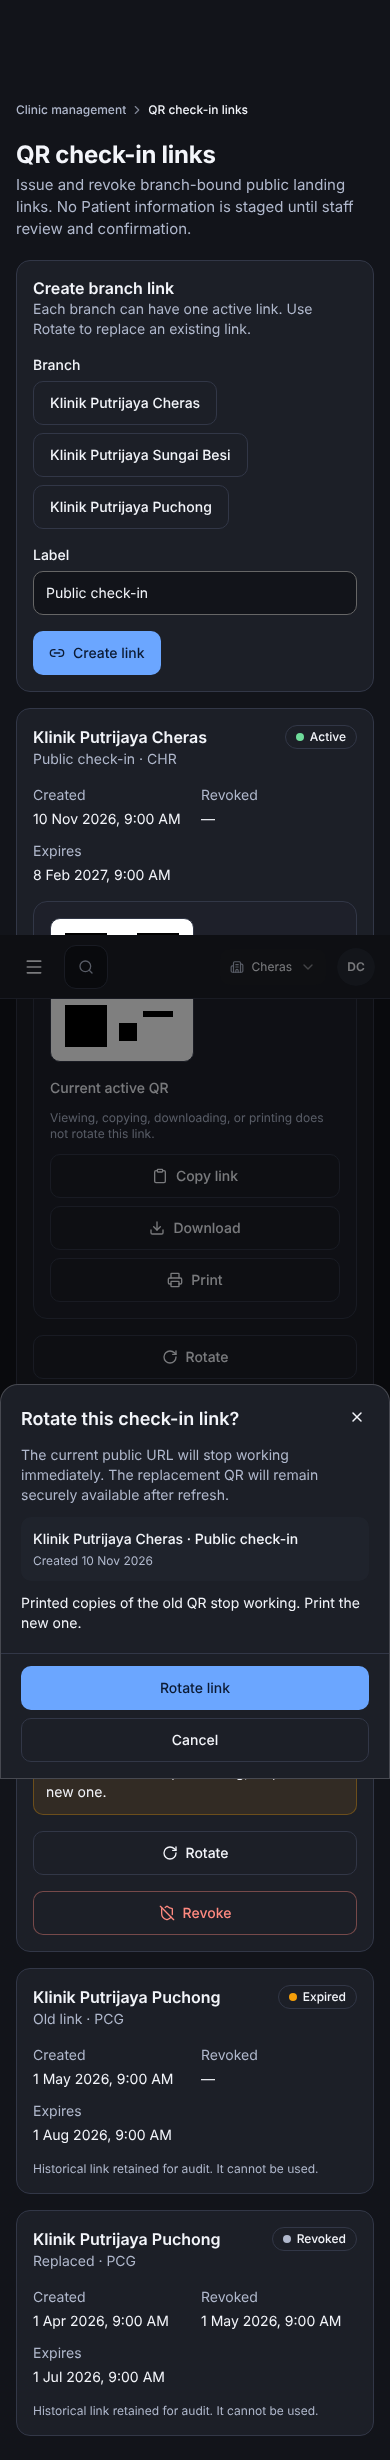 Clinic management > QR check-in links
QR check-in links
Issue and revoke branch-bound public landing
links. No Patient information is staged until staff
review and confirmation.
Create branch link
Each branch can have one active link. Use
Rotate to replace an existing link.
Branch
Klinik Putrijaya Cheras
Klinik Putrijaya Sungai Besi
Klinik Putrijaya Puchong
Label
Public check-in
Create link
Klinik Putrijaya Cheras
Active
Public check-in · CHR
Created
Revoked
10 Nov 2026, 9:00 AM
—
Expires
8 Feb 2027, 9:00 AM
Cheras
DC
Current active QR
Viewing, copying, downloading, or printing does
not rotate this link.
Copy link
Download
Print
Rotate
Rotate this check-in link?
The current public URL will stop working
immediately. The replacement QR will remain
securely available after refresh.
Klinik Putrijaya Cheras · Public check-in
Created 10 Nov 2026
Printed copies of the old QR stop working. Print the
new one.
Rotate link
Cancel
new one.
Rotate
Revoke
Klinik Putrijaya Puchong
Expired
Old link · PCG
Created
Revoked
1 May 2026, 9:00 AM
—
Expires
1 Aug 2026, 9:00 AM
Historical link retained for audit. It cannot be used.
Klinik Putrijaya Puchong
Revoked
Replaced · PCG
Created
Revoked
1 Apr 2026, 9:00 AM
1 May 2026, 9:00 AM
Expires
1 Jul 2026, 9:00 AM
Historical link retained for audit. It cannot be used.